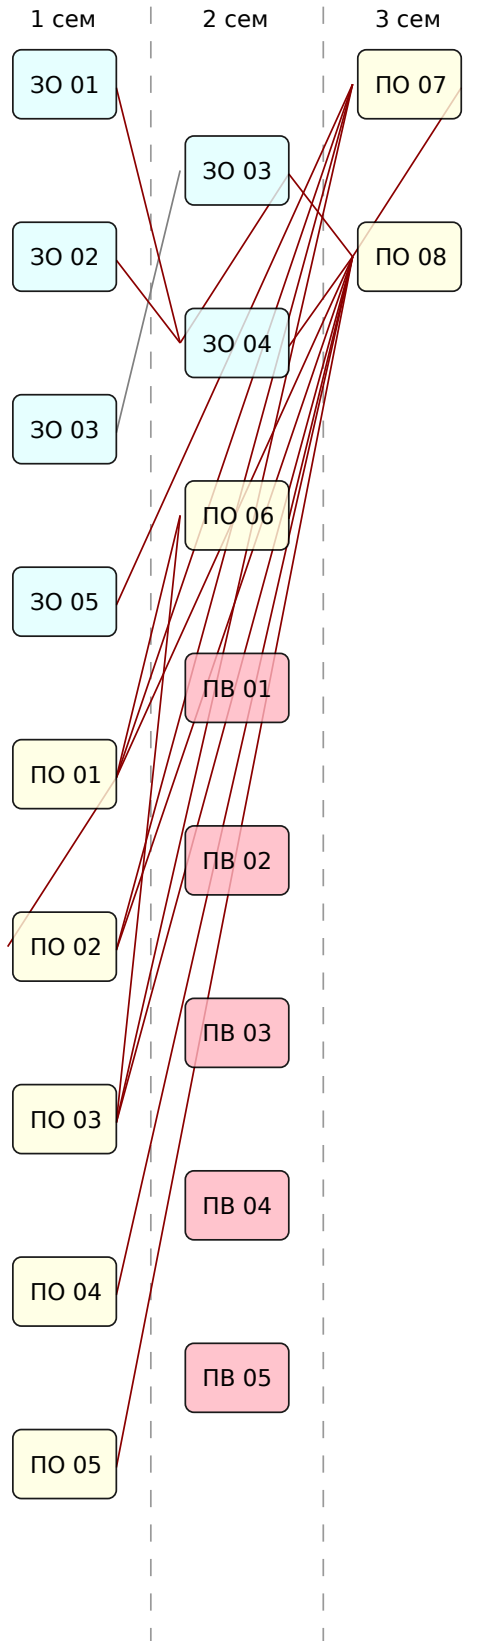 1 сем
2 сем
3 сем
ЗО 01
ПО 07
ЗО 03
ЗО 02
ПО 08
ЗО 04
ЗО 03
ПО 06
ЗО 05
ПВ 01
ПО 01
ПВ 02
ПО 02
ПВ 03
ПО 03
ПВ 04
ПО 04
ПВ 05
ПО 05